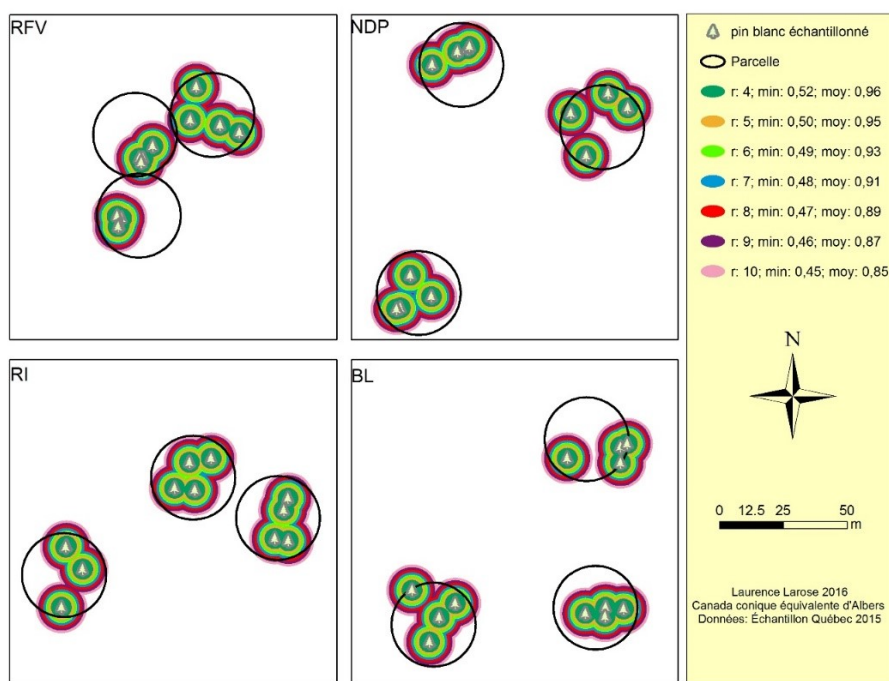 RFV
NDP
RI
BL
pin blanc échantillonné
Parcelle
r: 4; min: 0,52; moy: 0,96
r: 5; min: 0,50; moy: 0,95
r: 6; min: 0,49; moy: 0,93
r: 7; min: 0,48; moy: 0,91
r: 8; min: 0,47; moy: 0,89
r: 9; min: 0,46; moy: 0,87
r: 10; min: 0,45; moy: 0,85
N
0 12.5 25 50
m
Laurence Larose 2016
Canada conique équivalente d'Albers
Données: Échantillon Québec 2015